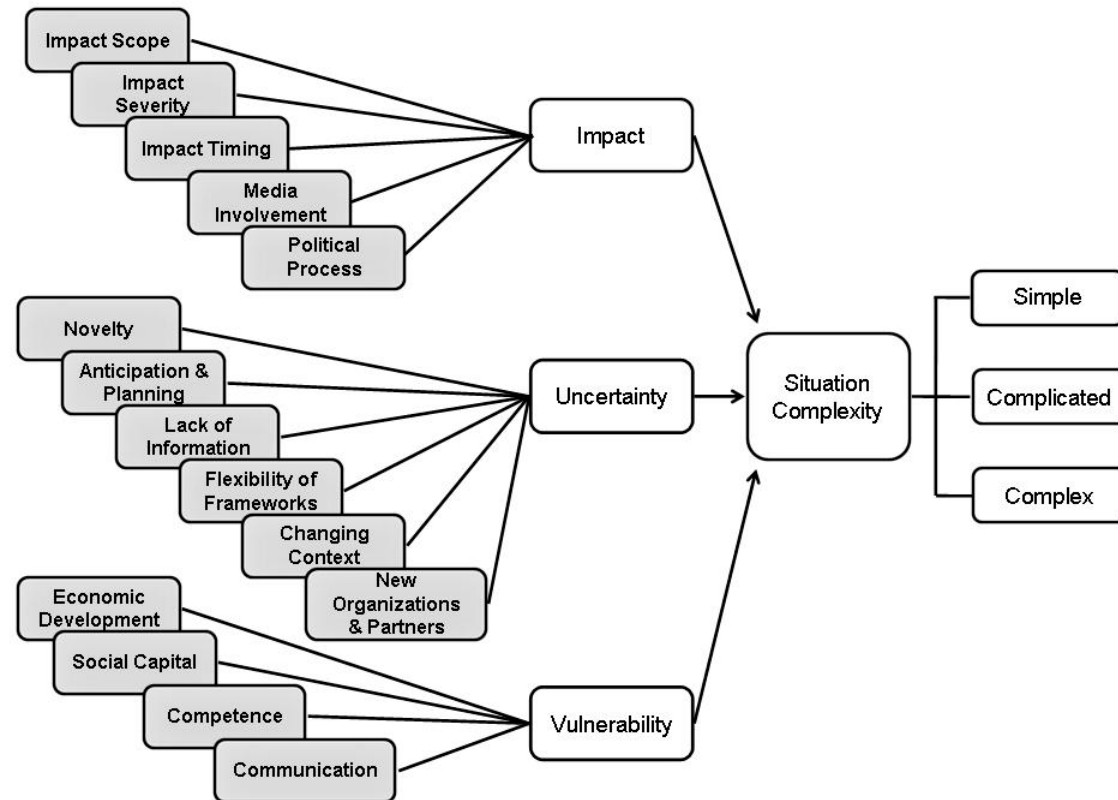 Impact Scope
Impact
Severity
Impact Timing
Media
Involvement
Political
Process
Impact
Novelty
Anticipation &
Planning
Lack of
Information
Flexibility of
Frameworks
Changing
Context
New
Organizations
& Partners
Uncertainty
Economic
Development
Social Capital
Competence
Communication
Vulnerability
Situation
Complexity
Simple
Complicated
Complex